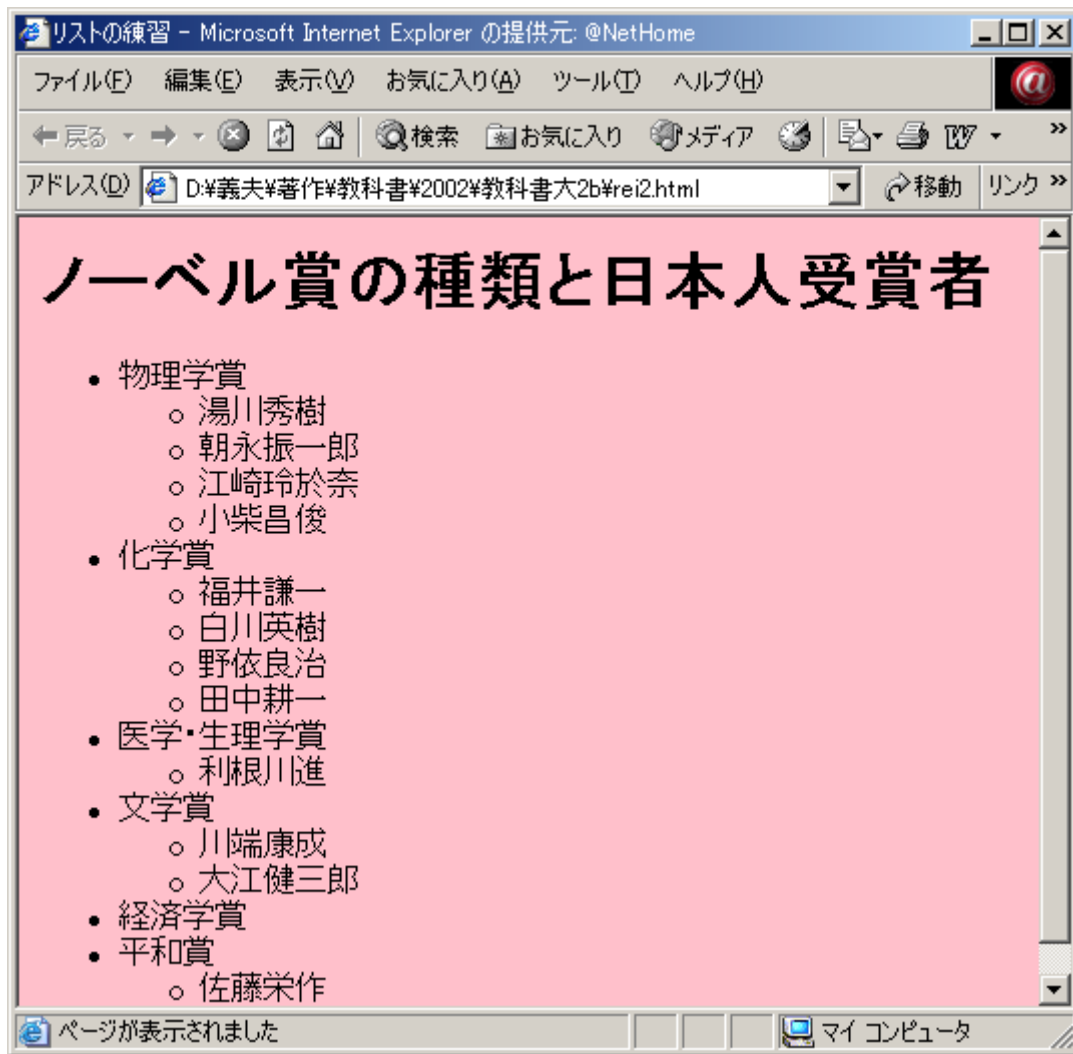 リストの練習 - Microsoft Internet Explorer の提供元: @NetHome
ファイル(F) 編集(E) 表示(V) お気に入り(A) ツール(T) ヘルプ(H)
戻る 検索 お気に入り メディア
アドレス(D) D:¥義夫¥著作¥教科書¥2002¥教科書大2b¥rei2.html 移動 リンク »
ノーベル賞の種類と日本人受賞者
物理学賞
湯川秀樹
朝永振一郎
江崎玲於奈
小柴昌俊
化学賞
福井謙一
白川英樹
野依良治
田中耕一
医学・生理学賞
利根川進
文学賞
川端康成
大江健三郎
経済学賞
平和賞
佐藤栄作
ページが表示されました マイ コンピュータ